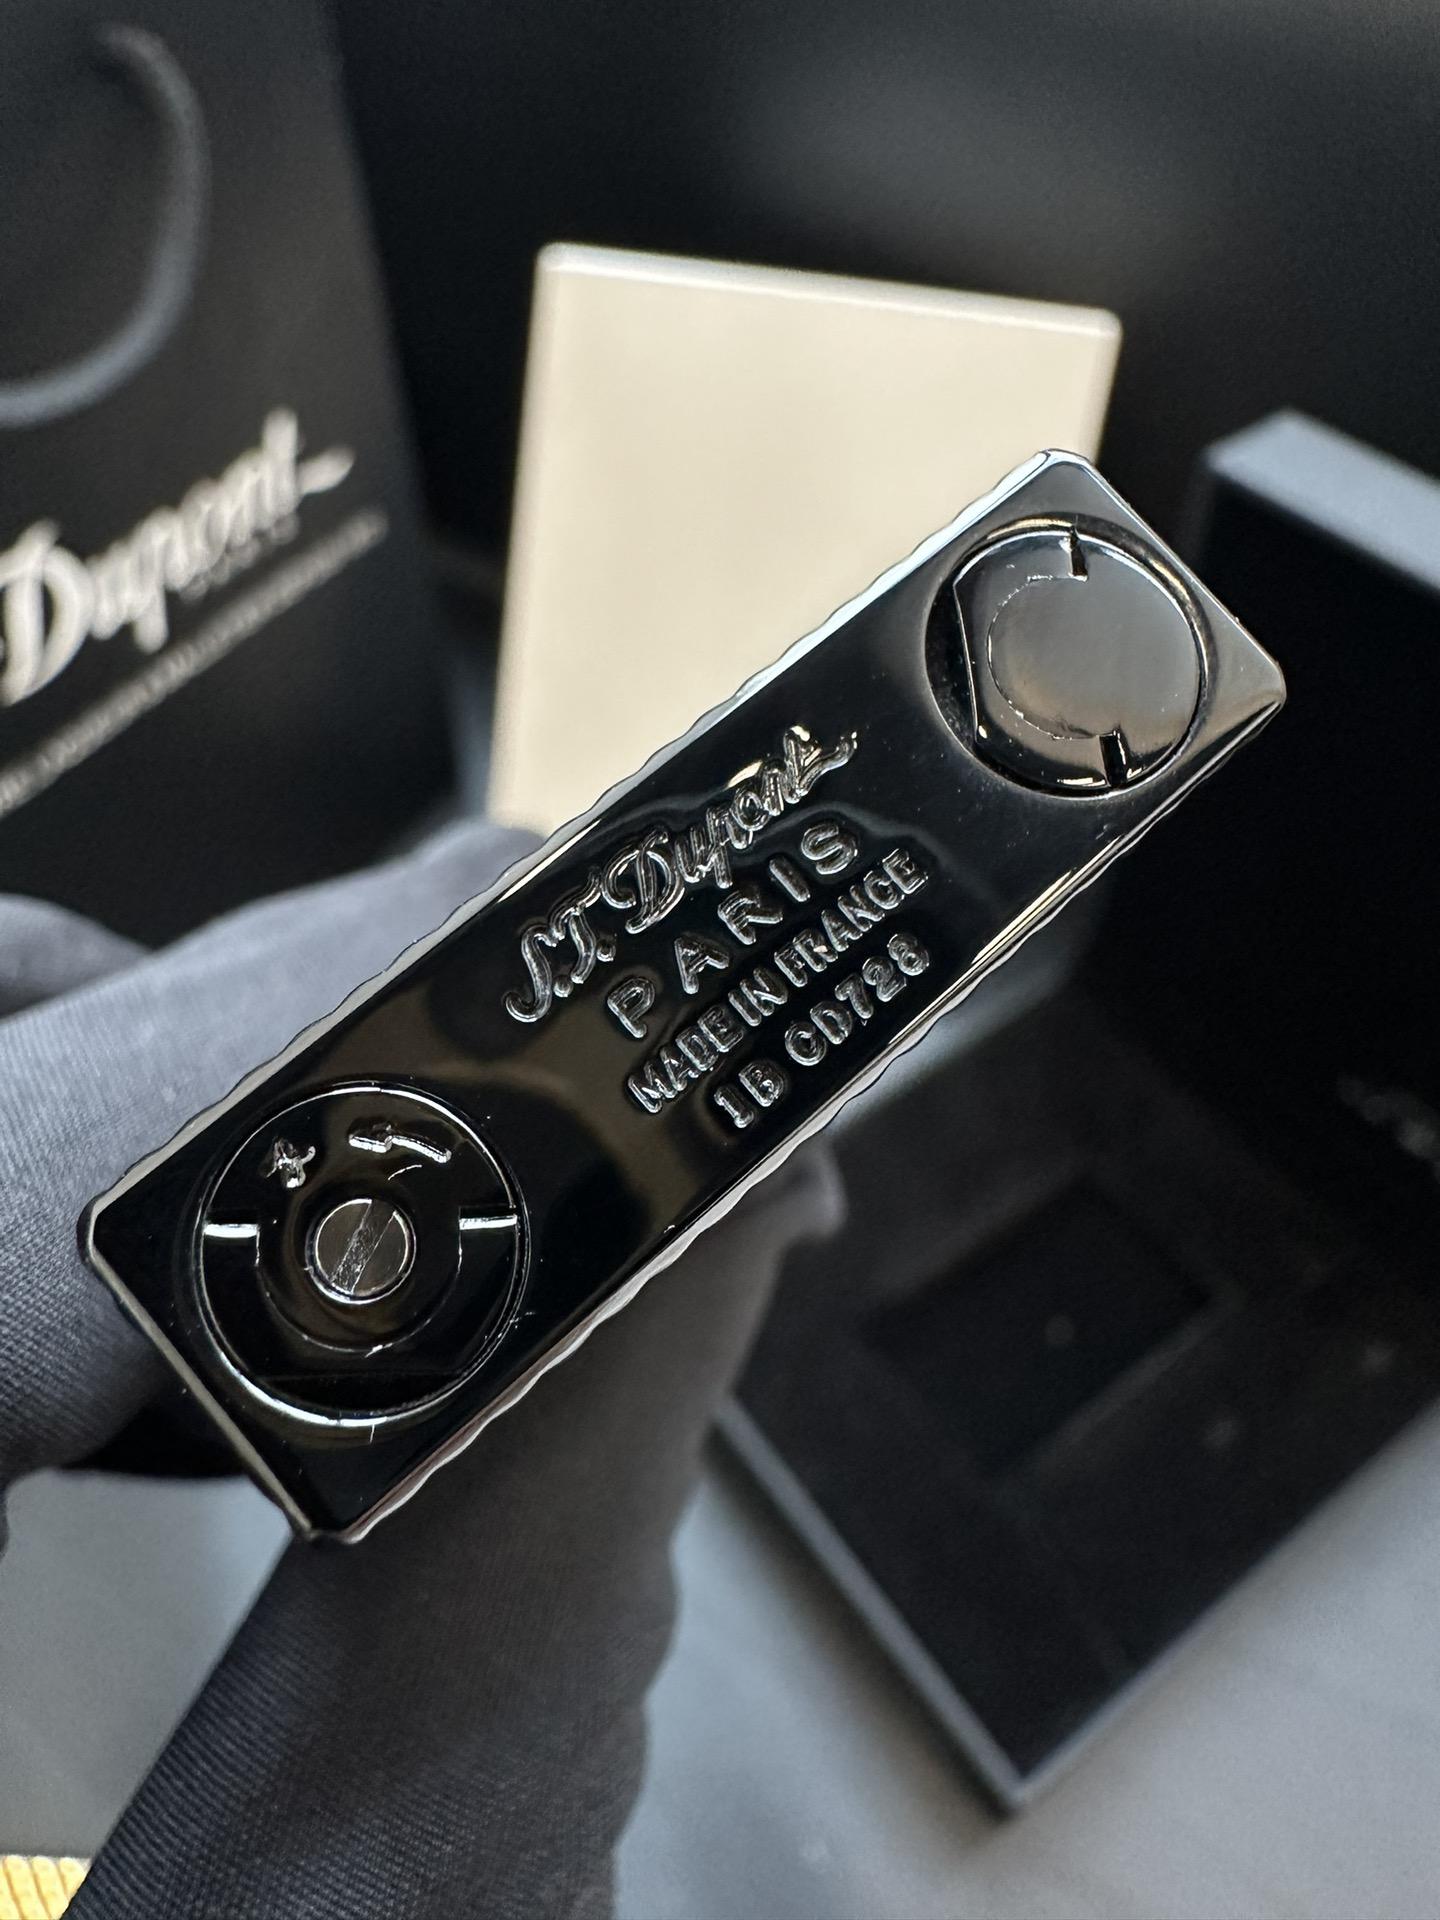 Dupont
S.T. Dupont
PARIS
MADE IN FRANCE
1B CD728